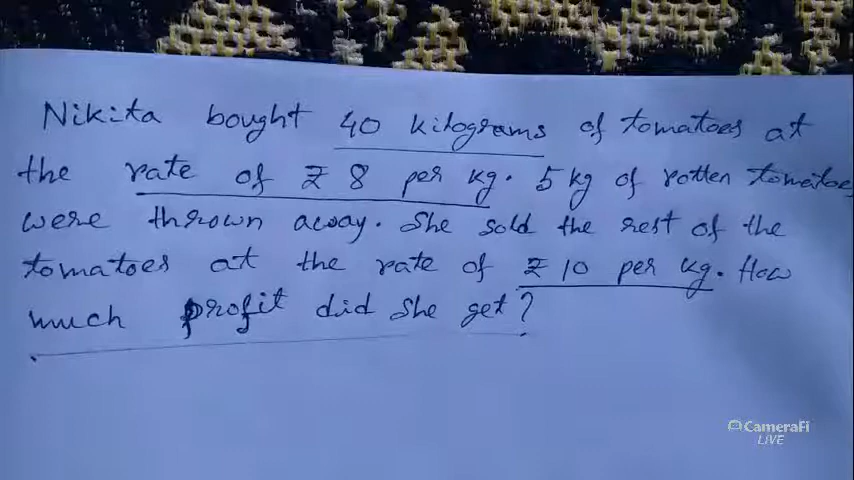 Nikita bought 40 kilograms of tomatoes at
the rate of ₹ 8 per kg. 5 kg of rotten tomatoes
were thrown away. She sold the rest of the
tomatoes at the rate of ₹ 10 per kg. How
much profit did she get?
CameraFi
LIVE